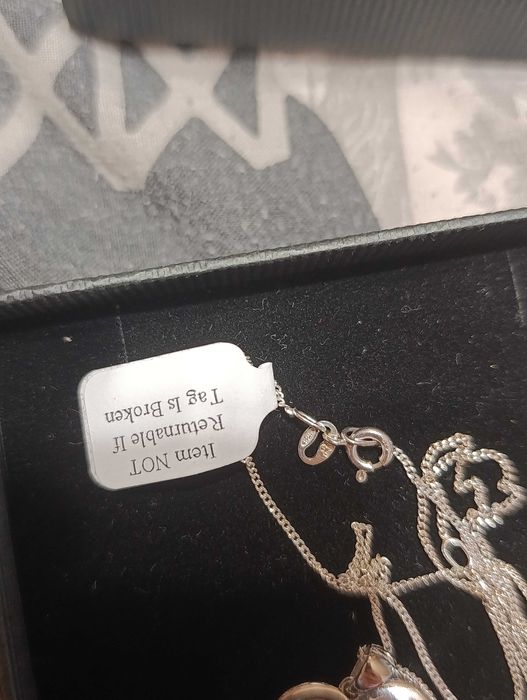 Item NOT
Returnable If
Tag Is Broken